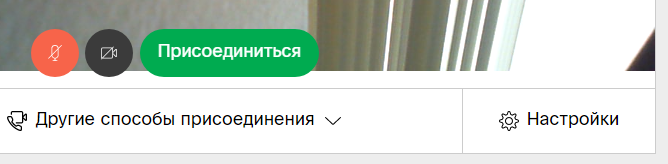 Присоединиться
Другие способы присоединения
Настройки